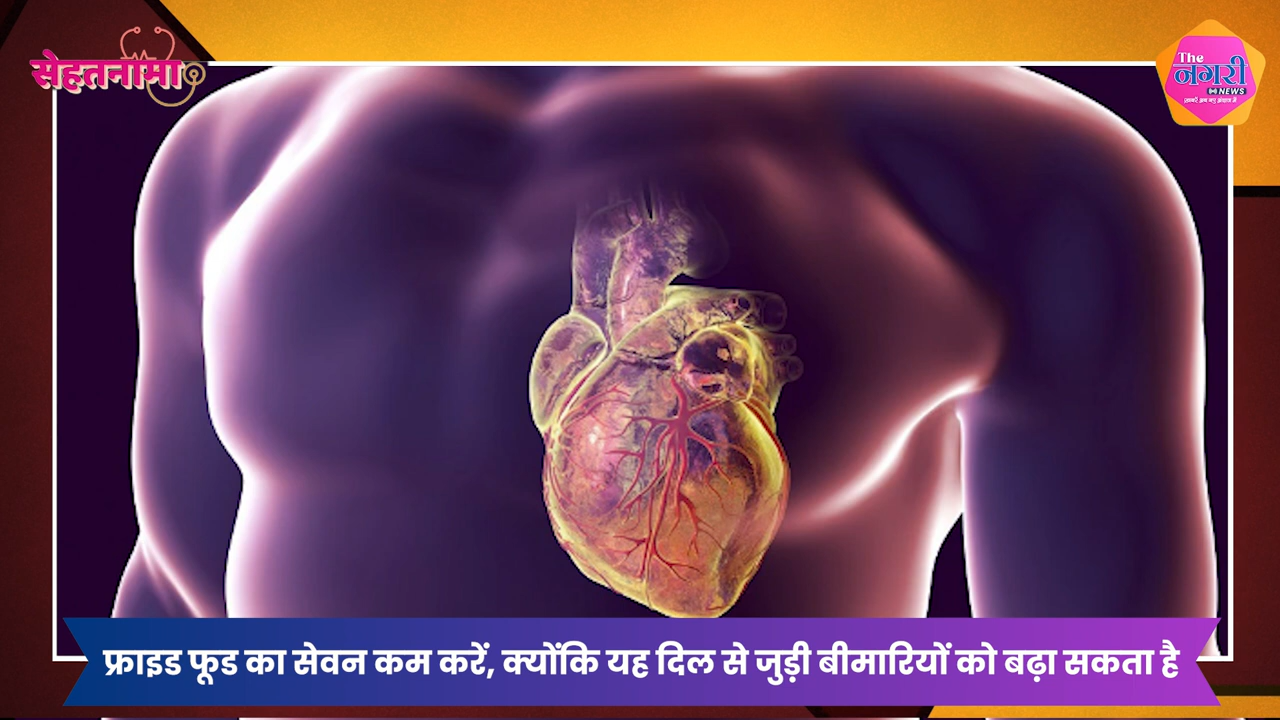 सेहतनामा
The
नगरी
NEWS
फ्राइड फूड का सेवन कम करें, क्योंकि यह दिल से जुड़ी बीमारियों को बढ़ा सकता है